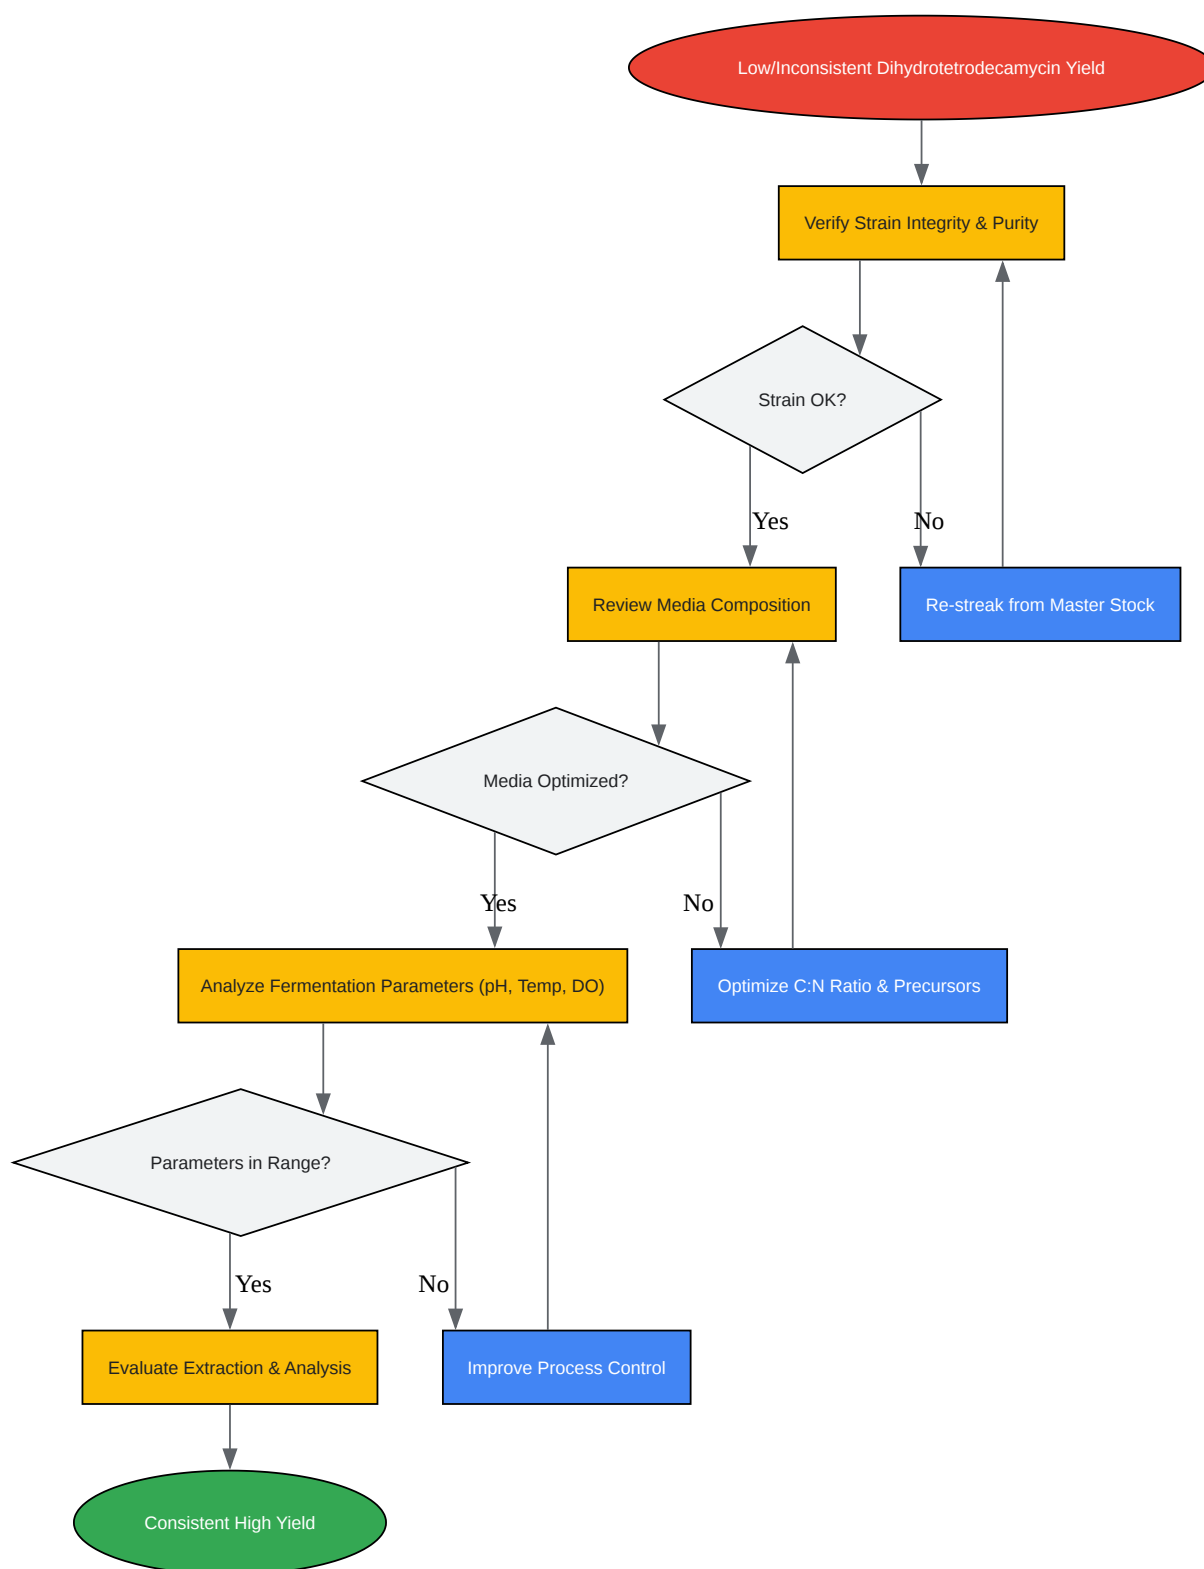 Low/Inconsistent Dihydrotetrodecamycin Yield
Verify Strain Integrity & Purity
Strain OK?
Yes
No
Review Media Composition
Re-streak from Master Stock
Media Optimized?
Yes
No
Analyze Fermentation Parameters (pH, Temp, DO)
Optimize C:N Ratio & Precursors
Parameters in Range?
Yes
No
Evaluate Extraction & Analysis
Improve Process Control
Consistent High Yield